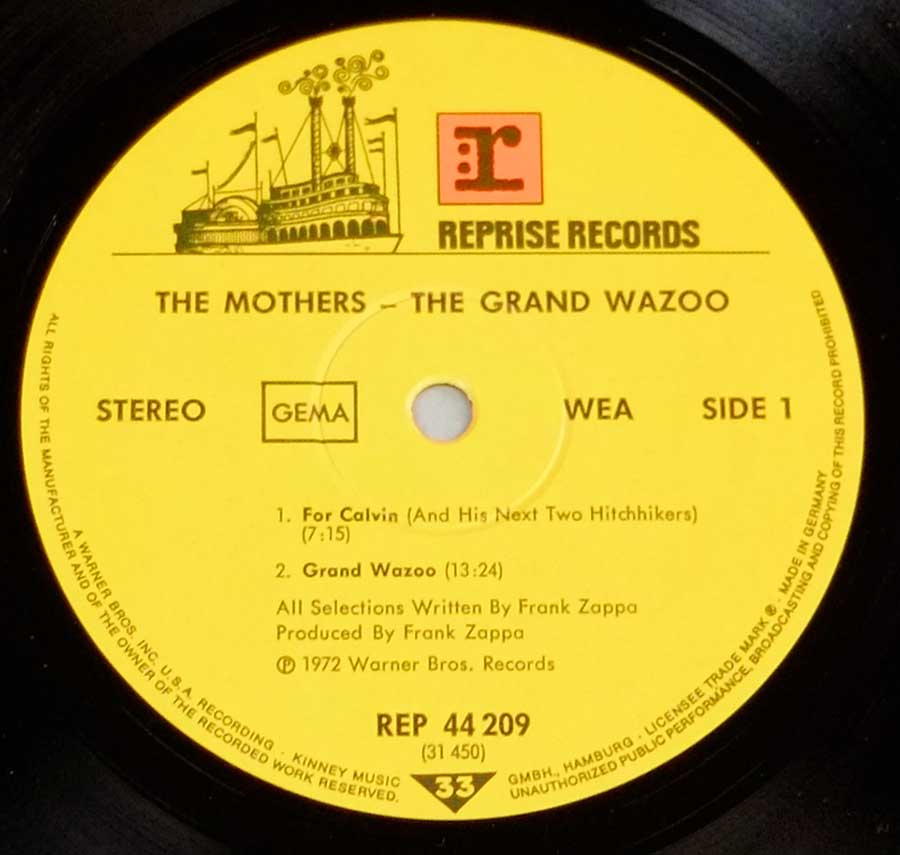 r
REPRISE RECORDS
THE MOTHERS – THE GRAND WAZOO
STEREO GEMA WEA SIDE 1
1. For Calvin (And His Next Two Hitchhikers)
(7:15)
2. Grand Wazoo (13:24)
All Selections Written By Frank Zappa
Produced By Frank Zappa
Ⓟ 1972 Warner Bros. Records
REP 44 209
(31 450)
33
A WARNER BROS. INC. U.S.A. RECORDING · KINNEY MUSIC GMBH., HAMBURG · LICENSEE TRADE MARK ® · MADE IN GERMANY
ALL RIGHTS OF THE MANUFACTURER AND OF THE OWNER OF THE RECORDED WORK RESERVED. UNAUTHORIZED PUBLIC PERFORMANCE, BROADCASTING AND COPYING OF THIS RECORD PROHIBITED